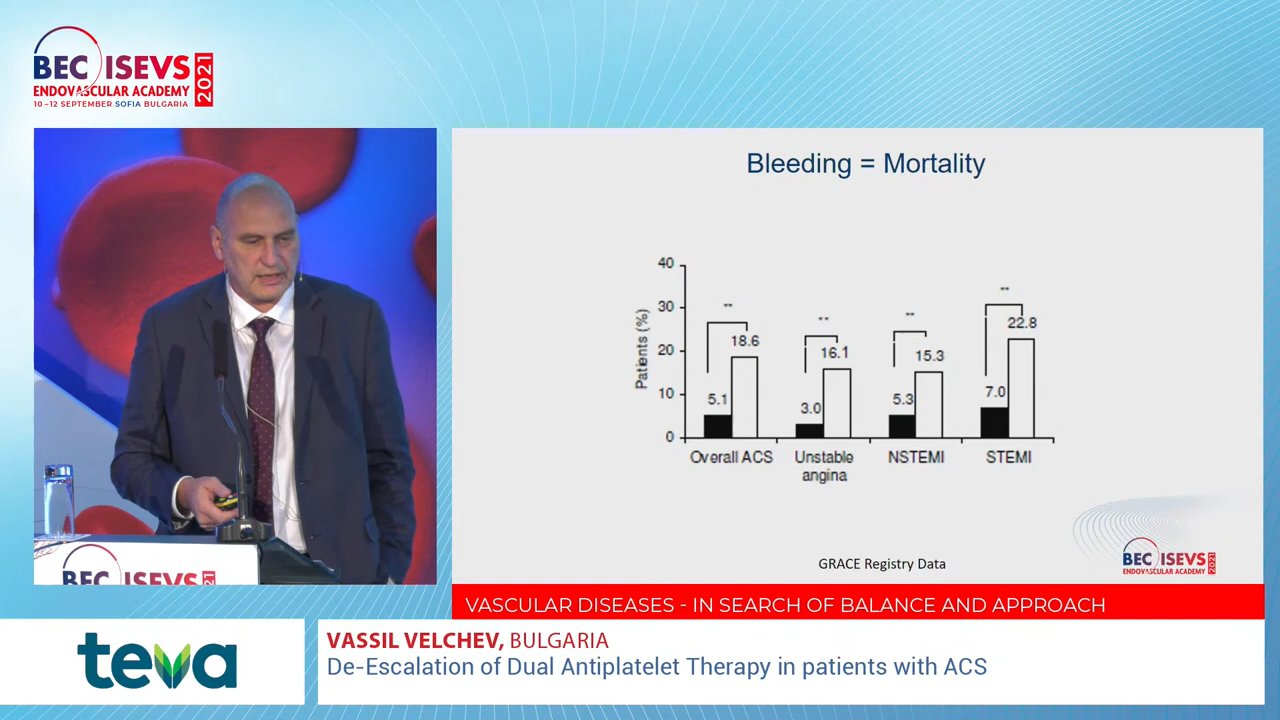 BEC ISEVS
ENDOVASCULAR ACADEMY
2021
10-12 SEPTEMBER SOFIA BULGARIA
BEC ISEVS
Bleeding = Mortality
Patients (%)
40
30
20
10
0
**
5.1
18.6
**
3.0
16.1
**
5.3
15.3
**
7.0
22.8
Overall ACS
Unstable
angina
NSTEMI
STEMI
GRACE Registry Data
BEC ISEVS
ENDOVASCULAR ACADEMY
2021
VASCULAR DISEASES - IN SEARCH OF BALANCE AND APPROACH
teva
VASSIL VELCHEV, BULGARIA
De-Escalation of Dual Antiplatelet Therapy in patients with ACS